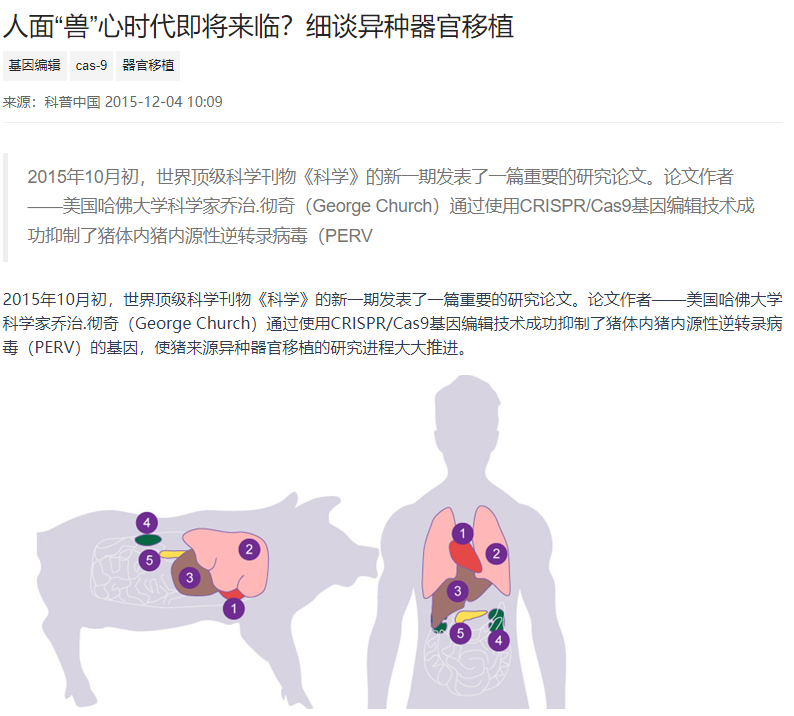 人面“兽”心时代即将来临？细谈异种器官移植
基因编辑 cas-9 器官移植
来源：科普中国 2015-12-04 10:09
2015年10月初，世界顶级科学刊物《科学》的新一期发表了一篇重要的研究论文。论文作者
——美国哈佛大学科学家乔治.彻奇（George Church）通过使用CRISPR/Cas9基因编辑技术成
功抑制了猪体内猪内源性逆转录病毒（PERV
2015年10月初，世界顶级科学刊物《科学》的新一期发表了一篇重要的研究论文。论文作者——美国哈佛大学
科学家乔治.彻奇（George Church）通过使用CRISPR/Cas9基因编辑技术成功抑制了猪体内猪内源性逆转录病
毒（PERV）的基因，使猪来源异种器官移植的研究进程大大推进。
4
5
2
3
1
1
2
3
5
4